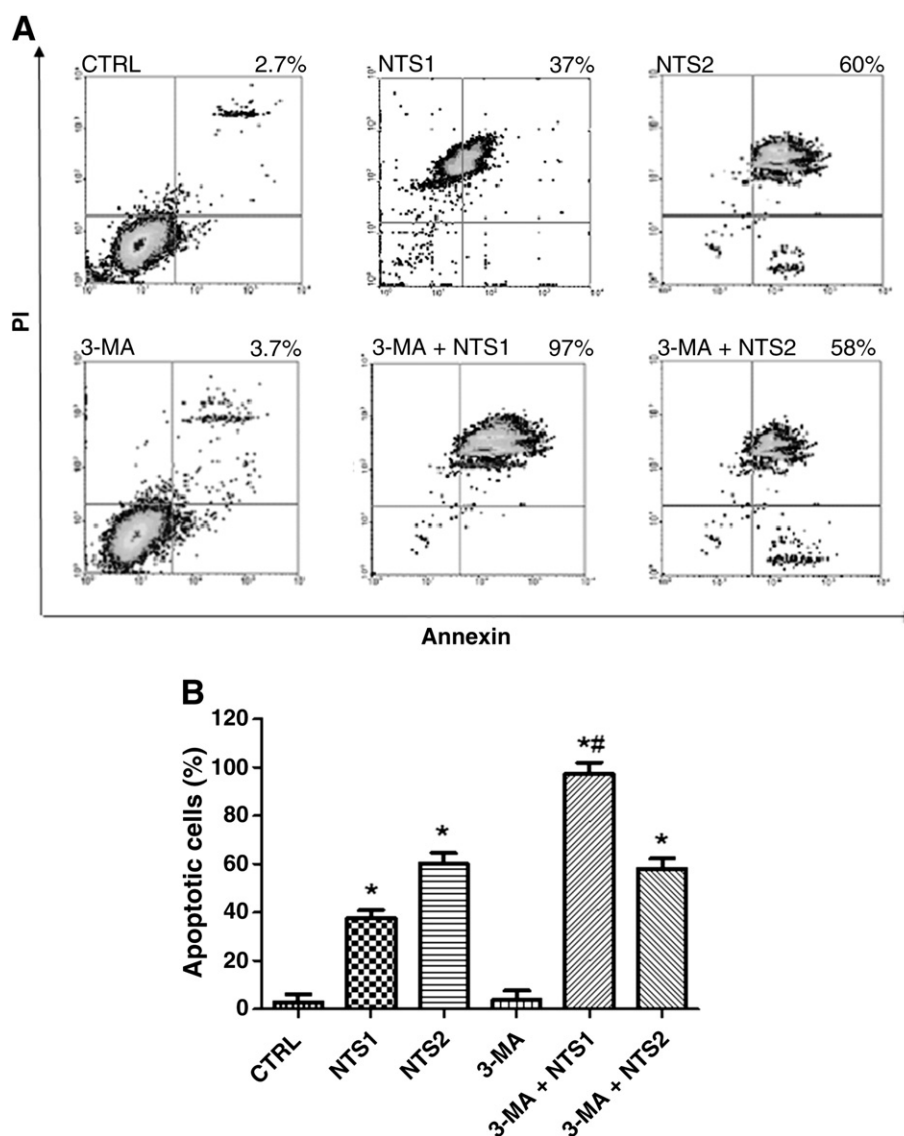 A
CTRL 2.7%
NTS1 37%
NTS2 60%
3-MA 3.7%
3-MA + NTS1 97%
3-MA + NTS2 58%
PI
Annexin
B
Apoptotic cells (%)
120
100
80
60
40
20
0
*
*
*#
*
CTRL
NTS1
NTS2
3-MA
3-MA + NTS1
3-MA + NTS2